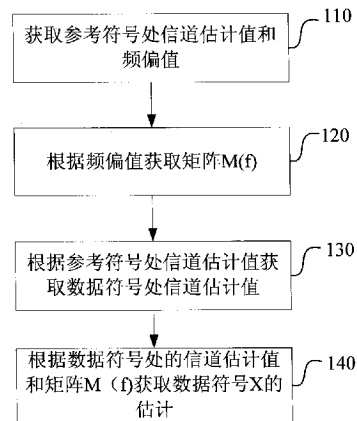 获取参考符号处信道估计值和
频偏值
110
根据频偏值获取矩阵M(f)
120
根据参考符号处信道估计值获
取数据符号处信道估计值
130
根据数据符号处的信道估计值
和矩阵M（f)获取数据符号X的
估计
140